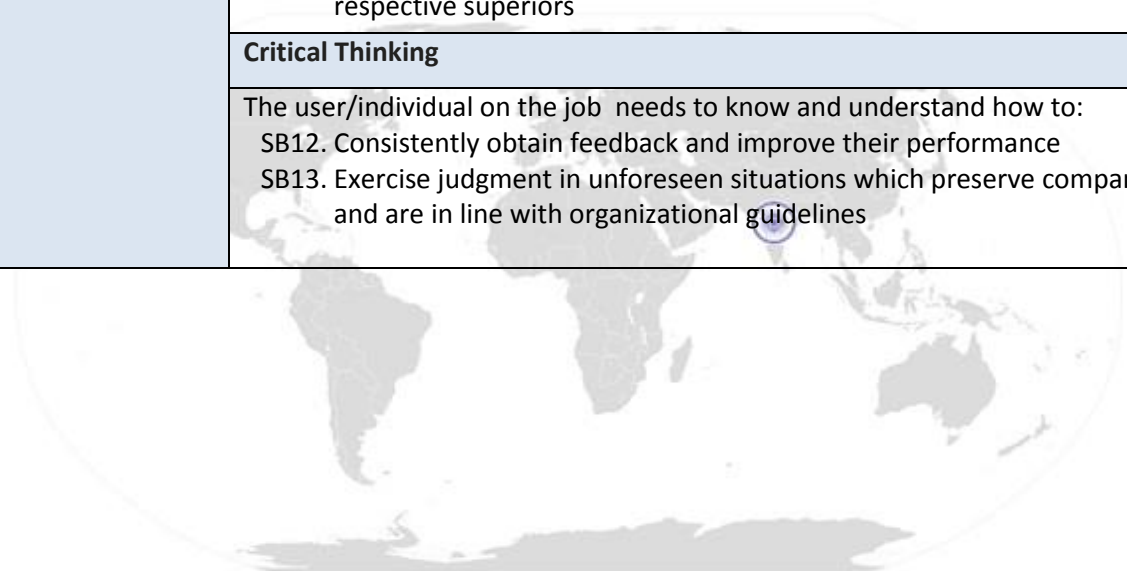 respective superiors
Critical Thinking
The user/individual on the job needs to know and understand how to:
SB12. Consistently obtain feedback and improve their performance
SB13. Exercise judgment in unforeseen situations which preserve
and are in line with organizational guidelines